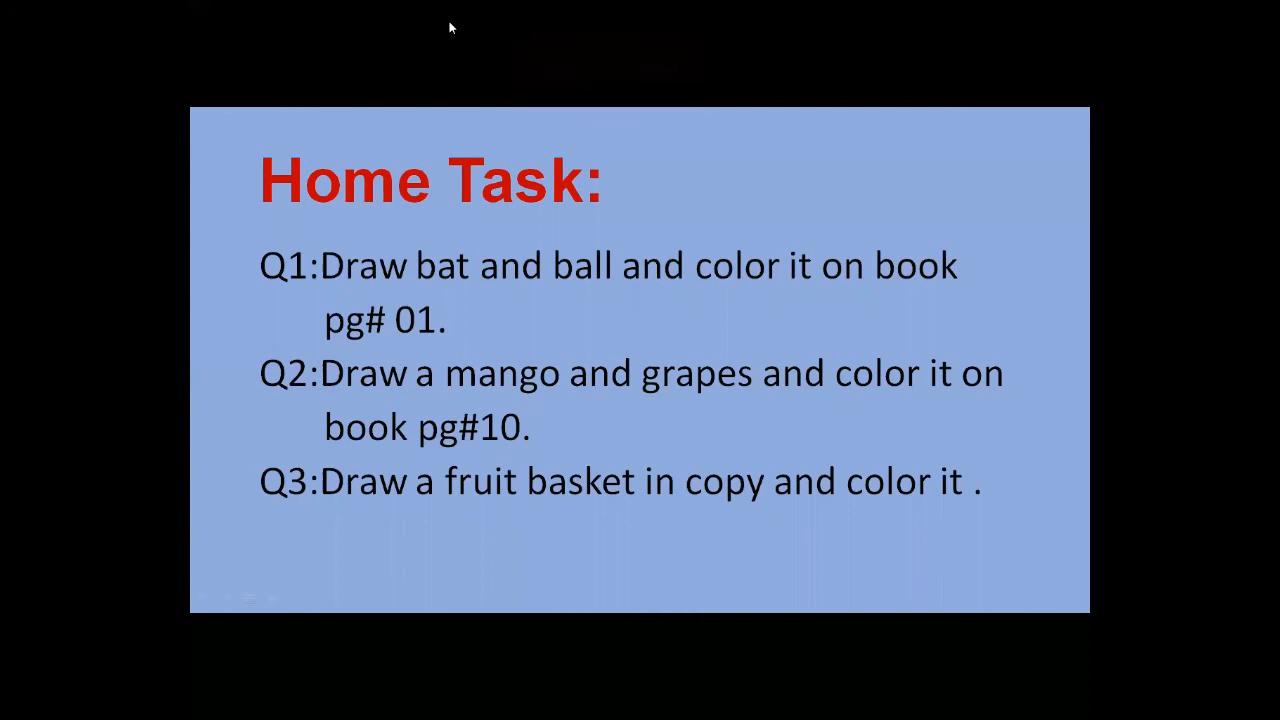 Home Task:
Q1:Draw bat and ball and color it on book
pg# 01.
Q2:Draw a mango and grapes and color it on
book pg#10.
Q3:Draw a fruit basket in copy and color it .